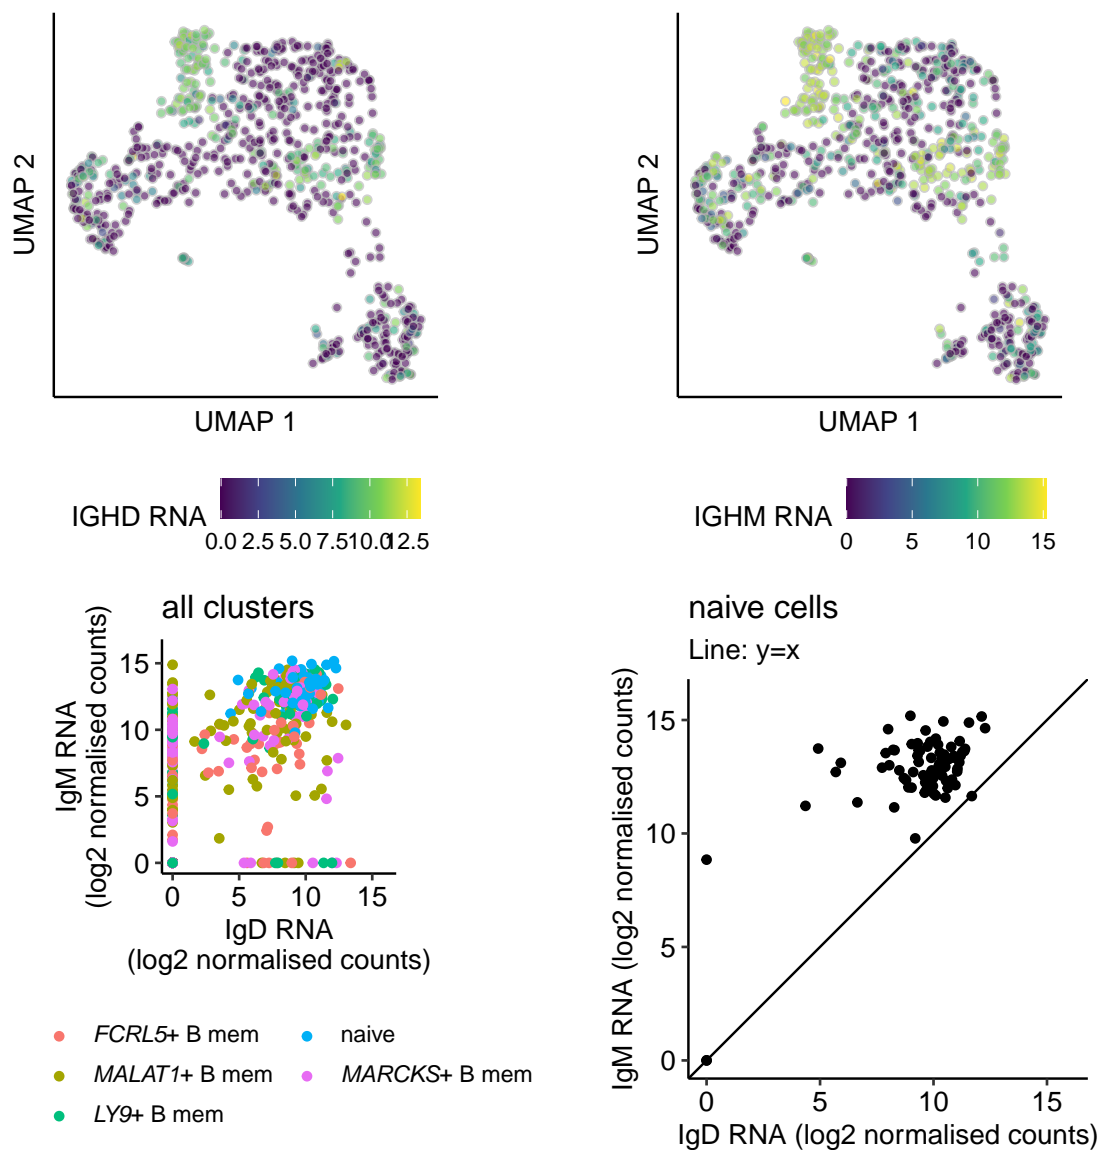 UMAP 2
UMAP 1
IGHD RNA
0.0 2.5 5.0 7.5 10.0 12.5
UMAP 2
UMAP 1
IGHM RNA
0 5 10 15
all clusters
IgM RNA
(log2 normalised counts)
15
10
5
0
0 5 10 15
IgD RNA
(log2 normalised counts)
FCRL5+ B mem
MALAT1+ B mem
LY9+ B mem
naive
MARCKS+ B mem
naive cells
Line: y=x
IgM RNA (log2 normalised counts)
15
10
5
0
0 5 10 15
IgD RNA (log2 normalised counts)